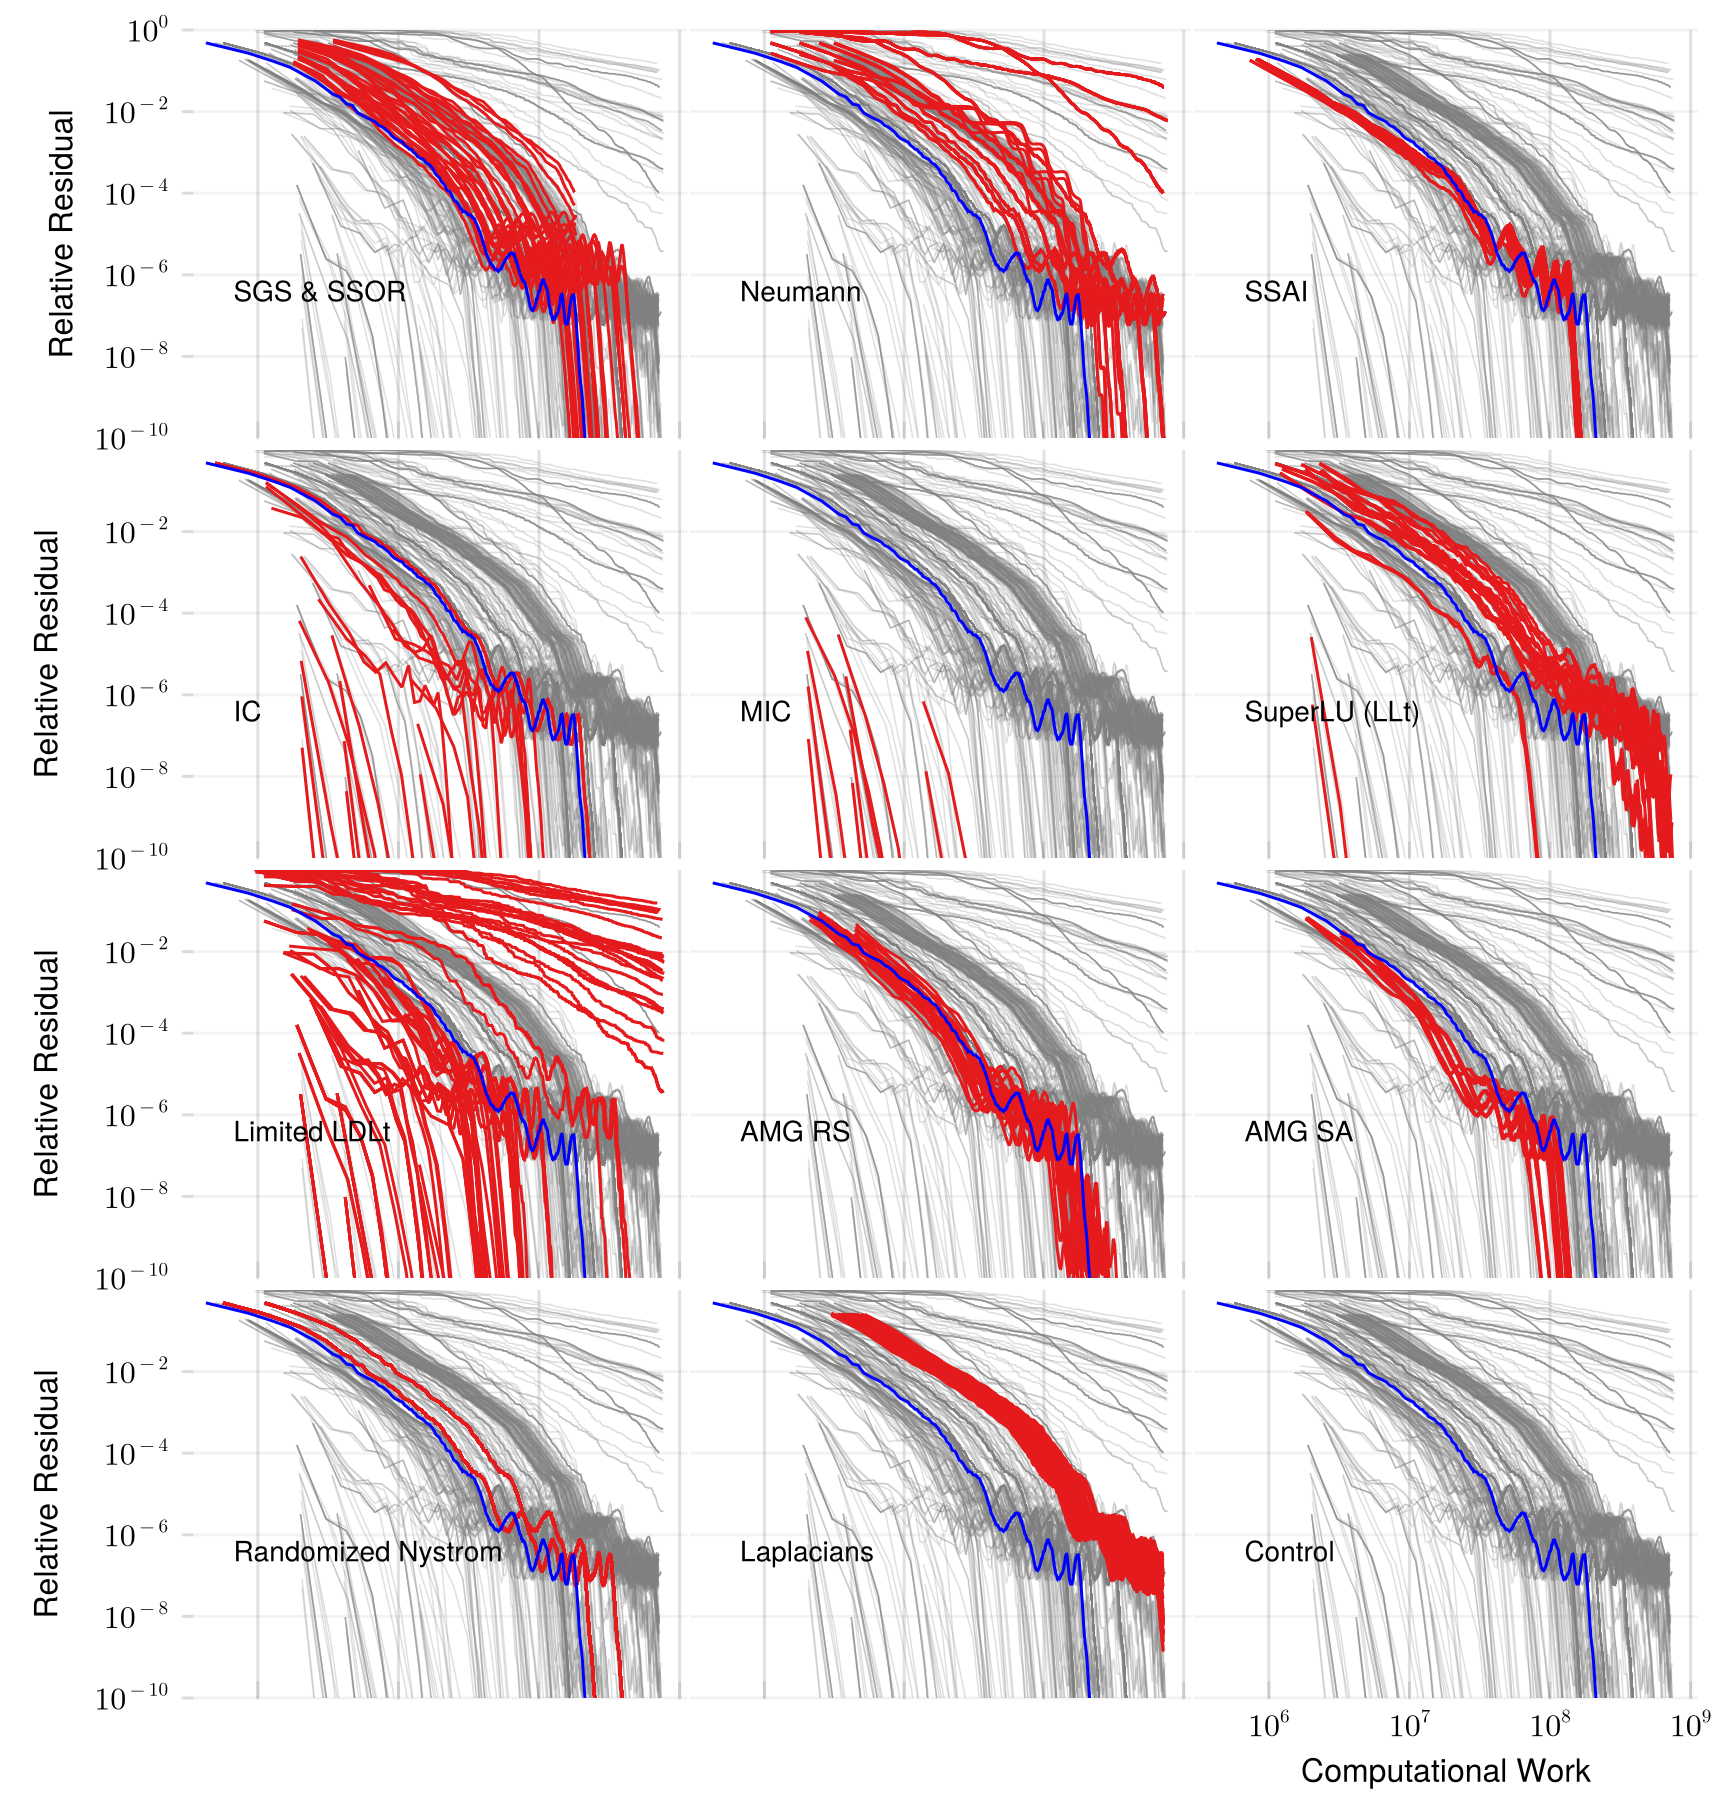 10^0
10^−2
10^−4
10^−6
10^−8
10^−10
Relative Residual
SGS & SSOR
Neumann
SSAI
10^−2
10^−4
10^−6
10^−8
10^−10
Relative Residual
IC
MIC
SuperLU (LLt)
10^−2
10^−4
10^−6
10^−8
10^−10
Relative Residual
Limited LDLt
AMG RS
AMG SA
10^−2
10^−4
10^−6
10^−8
10^−10
Relative Residual
Randomized Nystrom
Laplacians
Control
10^6 10^7 10^8 10^9
Computational Work